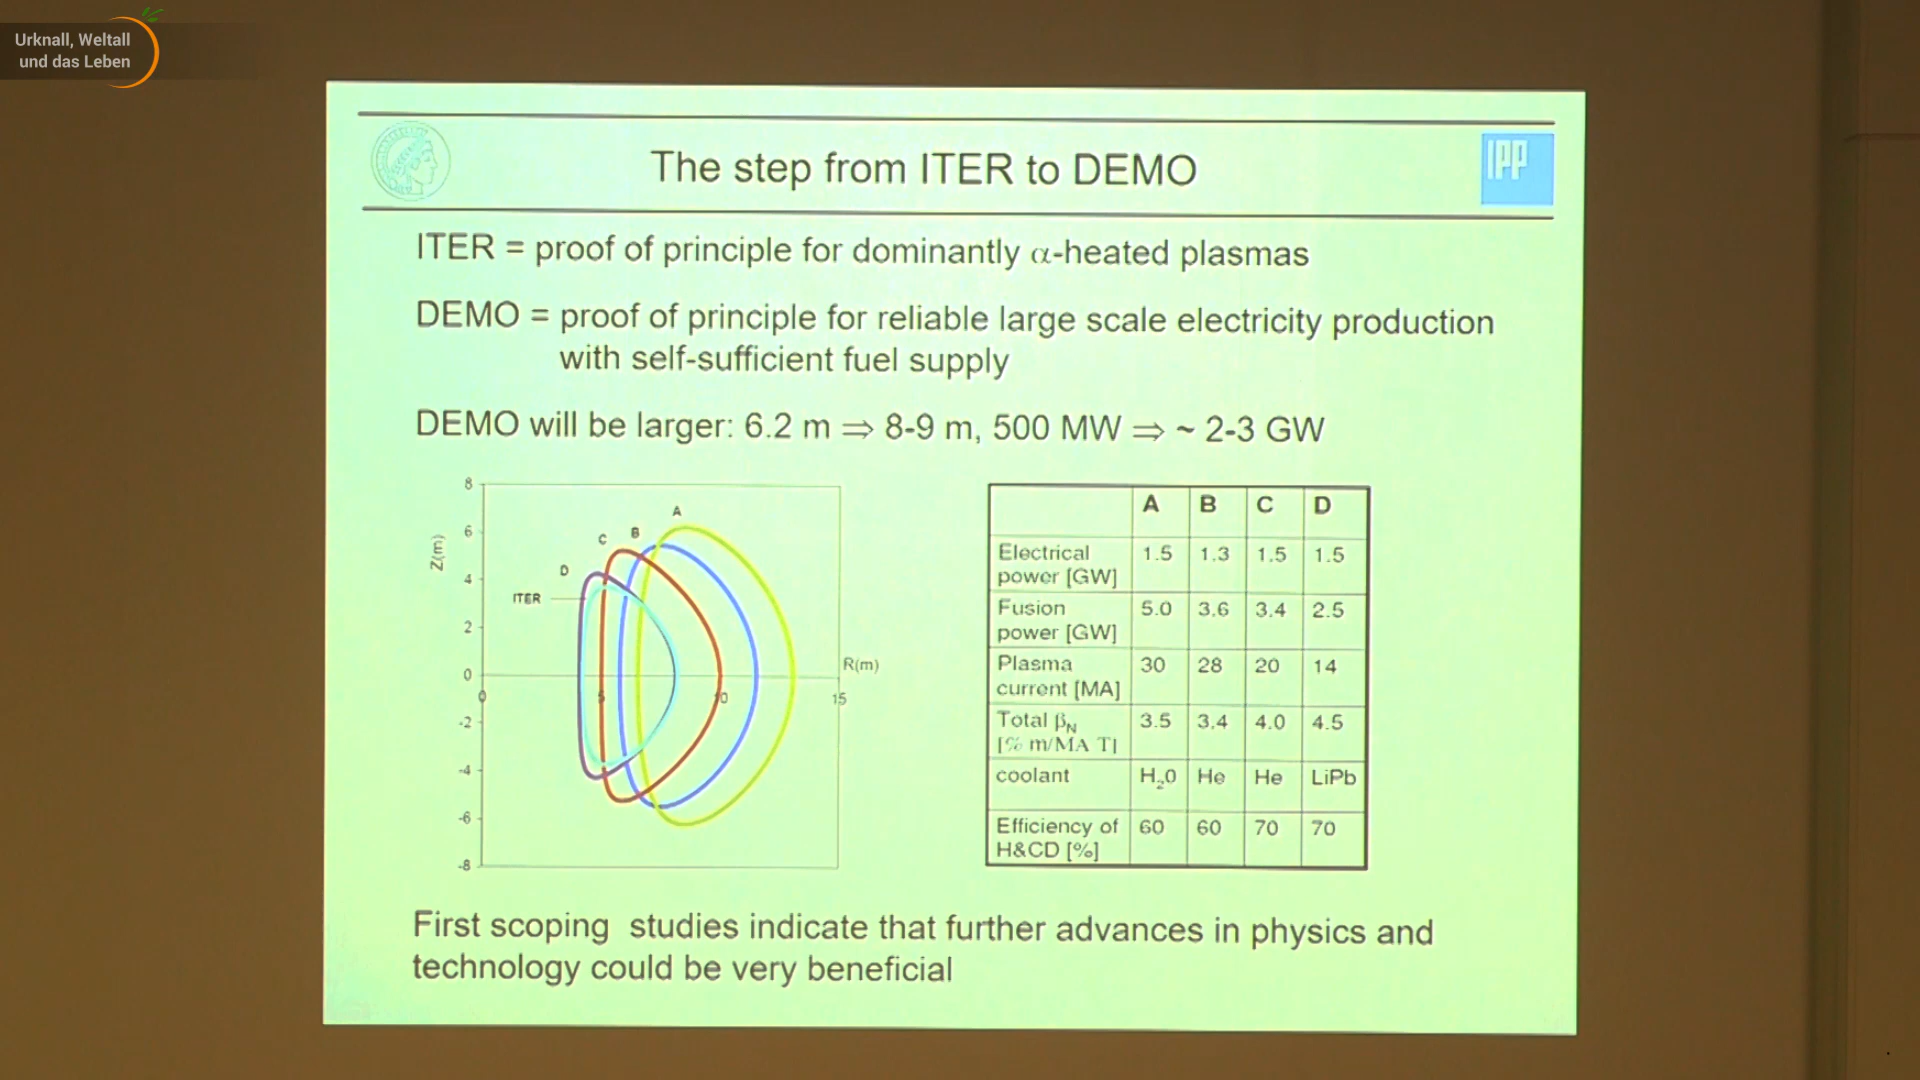 Urknall, Weltall
und das Leben
The step from ITER to DEMO
IPP
ITER = proof of principle for dominantly α-heated plasmas
DEMO = proof of principle for reliable large scale electricity production
with self-sufficient fuel supply
DEMO will be larger: 6.2 m ⇒ 8-9 m, 500 MW ⇒ ~ 2-3 GW
8
6
4
2
0
-2
-4
-6
-8
Z(m)
A
B
C
D
ITER
R(m)
0
5
10
15
A B C D
Electrical power [GW] 1.5 1.3 1.5 1.5
Fusion power [GW] 5.0 3.6 3.4 2.5
Plasma current [MA] 30 28 20 14
Total βN [% m/MA T] 3.5 3.4 4.0 4.5
coolant H₂0 He He LiPb
Efficiency of H&CD [%] 60 60 70 70
First scoping studies indicate that further advances in physics and
technology could be very beneficial